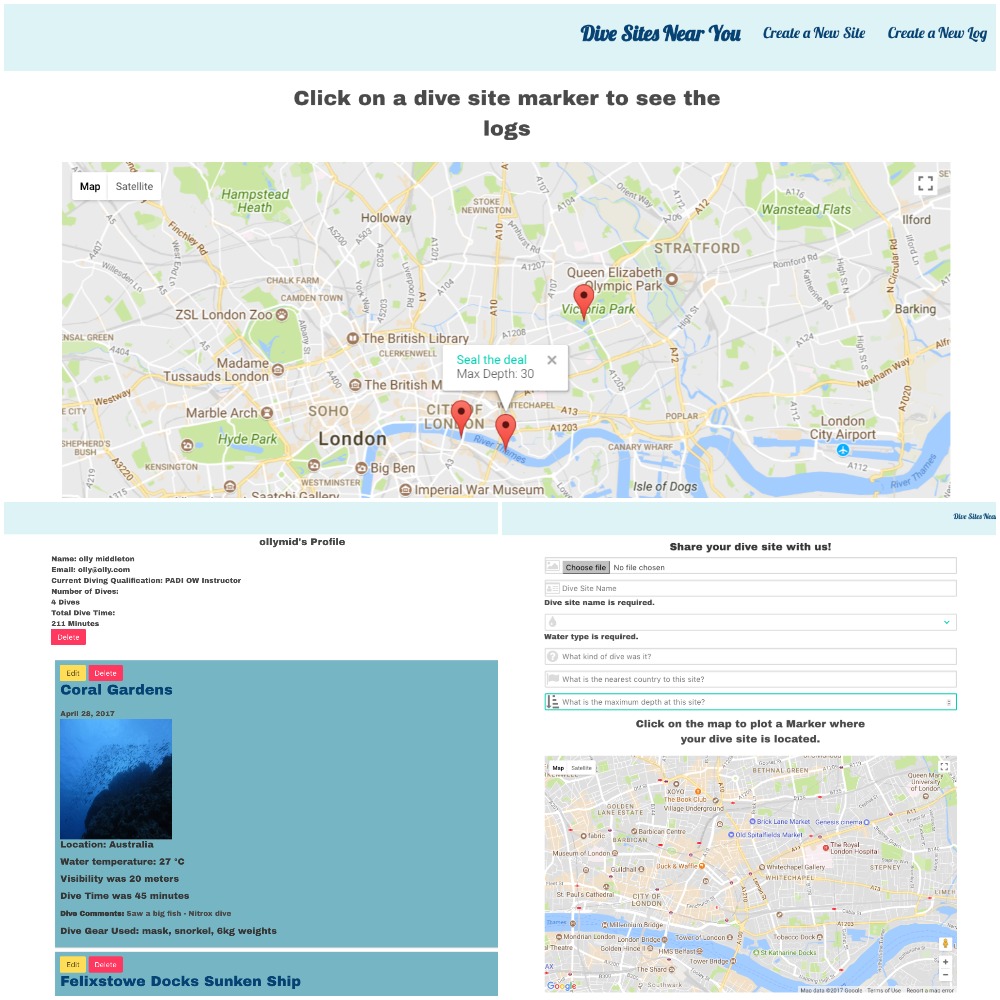 Dive Sites Near You Create a New Site Create a New Log
Click on a dive site marker to see the
logs
Map Satellite
Hampstead
Heath
STOKE
NEWINGTON
Wanstead Flats
Holloway
Ilford
STRATFORD
Finchley Rd
Queen Elizabeth
Olympic Park
Romford Rd
CHALK FARM
CAMDEN TOWN
Victoria Park
Barking
ZSL London Zoo
The British Library
CLERKENWELL
A1208
A12
Seal the deal
Max Depth: 30
Madame
Tussauds London
The British M
Newham Way
Marble Arch
SOHO
CITY OF
LONDON
WHITECHAPEL
A13
A1203
POPLAR
London
City Airport
Hyde Park
London
River Thames
CANARY WHARF
KENSINGTON
Big Ben
WESTMINSTER
Imperial War Museum
Isle of Dogs
River Thames
Saatchi Gallery
ollymid's Profile
Name: olly middleton
Email: olly@olly.com
Current Diving Qualification: PADI OW Instructor
Number of Dives:
4 Dives
Total Dive Time:
211 Minutes
Delete
Edit Delete
Coral Gardens
April 28, 2017
Location: Australia
Water temperature: 27 °C
Visibility was 20 meters
Dive Time was 45 minutes
Dive Comments: Saw a big fish - Nitrox dive
Dive Gear Used: mask, snorkel, 6kg weights
Edit Delete
Felixstowe Docks Sunken Ship
Dive Sites Near
Share your dive site with us!
Choose file No file chosen
Dive Site Name
Dive site name is required.
Water type is required.
What kind of dive was it?
What is the nearest country to this site?
What is the maximum depth at this site?
Click on the map to plot a Marker where
your dive site is located.
Map Satellite
BETHNAL GREEN
Queen Mary
University of
London
XOYO
The Book Club
Village Underground
GOLDEN
LANE ESTATE
Brick Lane Market
Genesis cinema
fabric
Barbican Centre
BARBICAN
Old Spitalfields Market
The Royal
London Hospital
Museum of London
Guildhall
Duck & Waffle
Whitechapel Gallery
WHITECHAPEL
STEPNEY
St. Paul's Cathedral
CITY OF
LONDON
Mondrian London
London Bridge
Tower of London
Tobacco Dock
HMS Belfast
Tower Bridge
St Katharine Docks
The Shard
Google
Map data ©2017 Google Terms of Use Report a map error